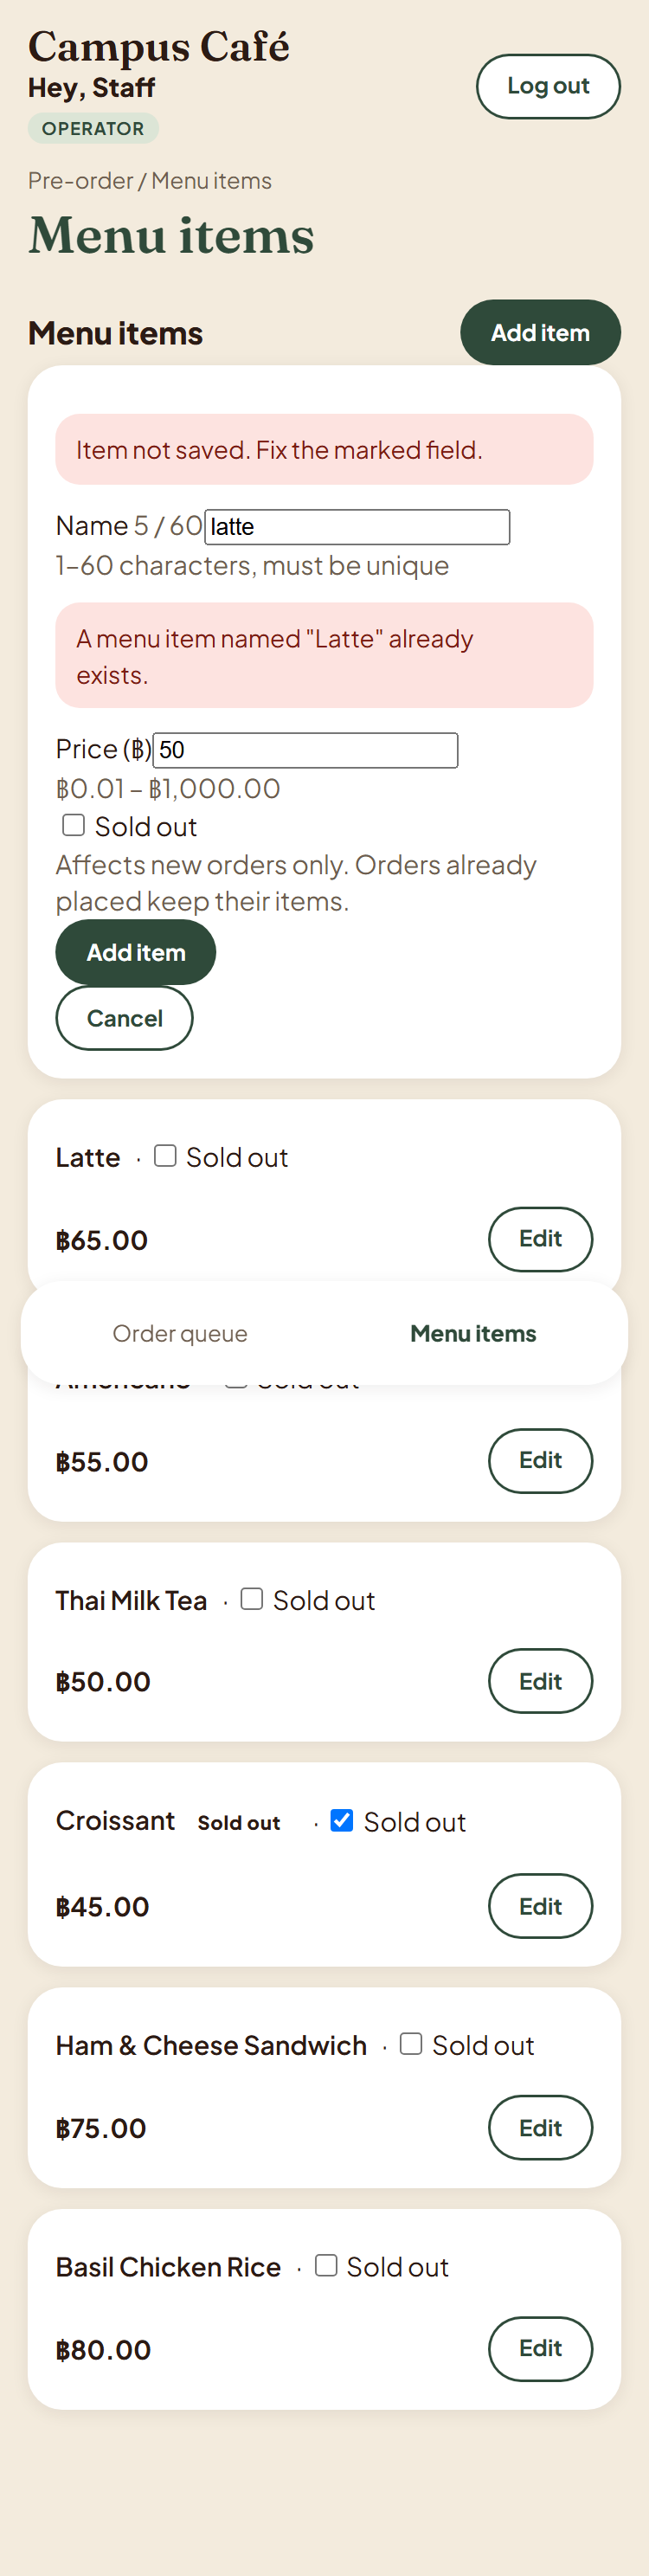 Campus Café
Hey, Staff
Log out
OPERATOR
Pre-order / Menu items
Menu items
Menu items
Add item
Item not saved. Fix the marked field.
Name 5 / 60 latte
1–60 characters, must be unique
A menu item named "Latte" already
exists.
Price (฿) 50
฿0.01 – ฿1,000.00
Sold out
Affects new orders only. Orders already
placed keep their items.
Add item
Cancel
Latte · Sold out
฿65.00
Edit
Order queue
Menu items
฿55.00
Edit
Thai Milk Tea · Sold out
฿50.00
Edit
Croissant Sold out · Sold out
฿45.00
Edit
Ham & Cheese Sandwich · Sold out
฿75.00
Edit
Basil Chicken Rice · Sold out
฿80.00
Edit